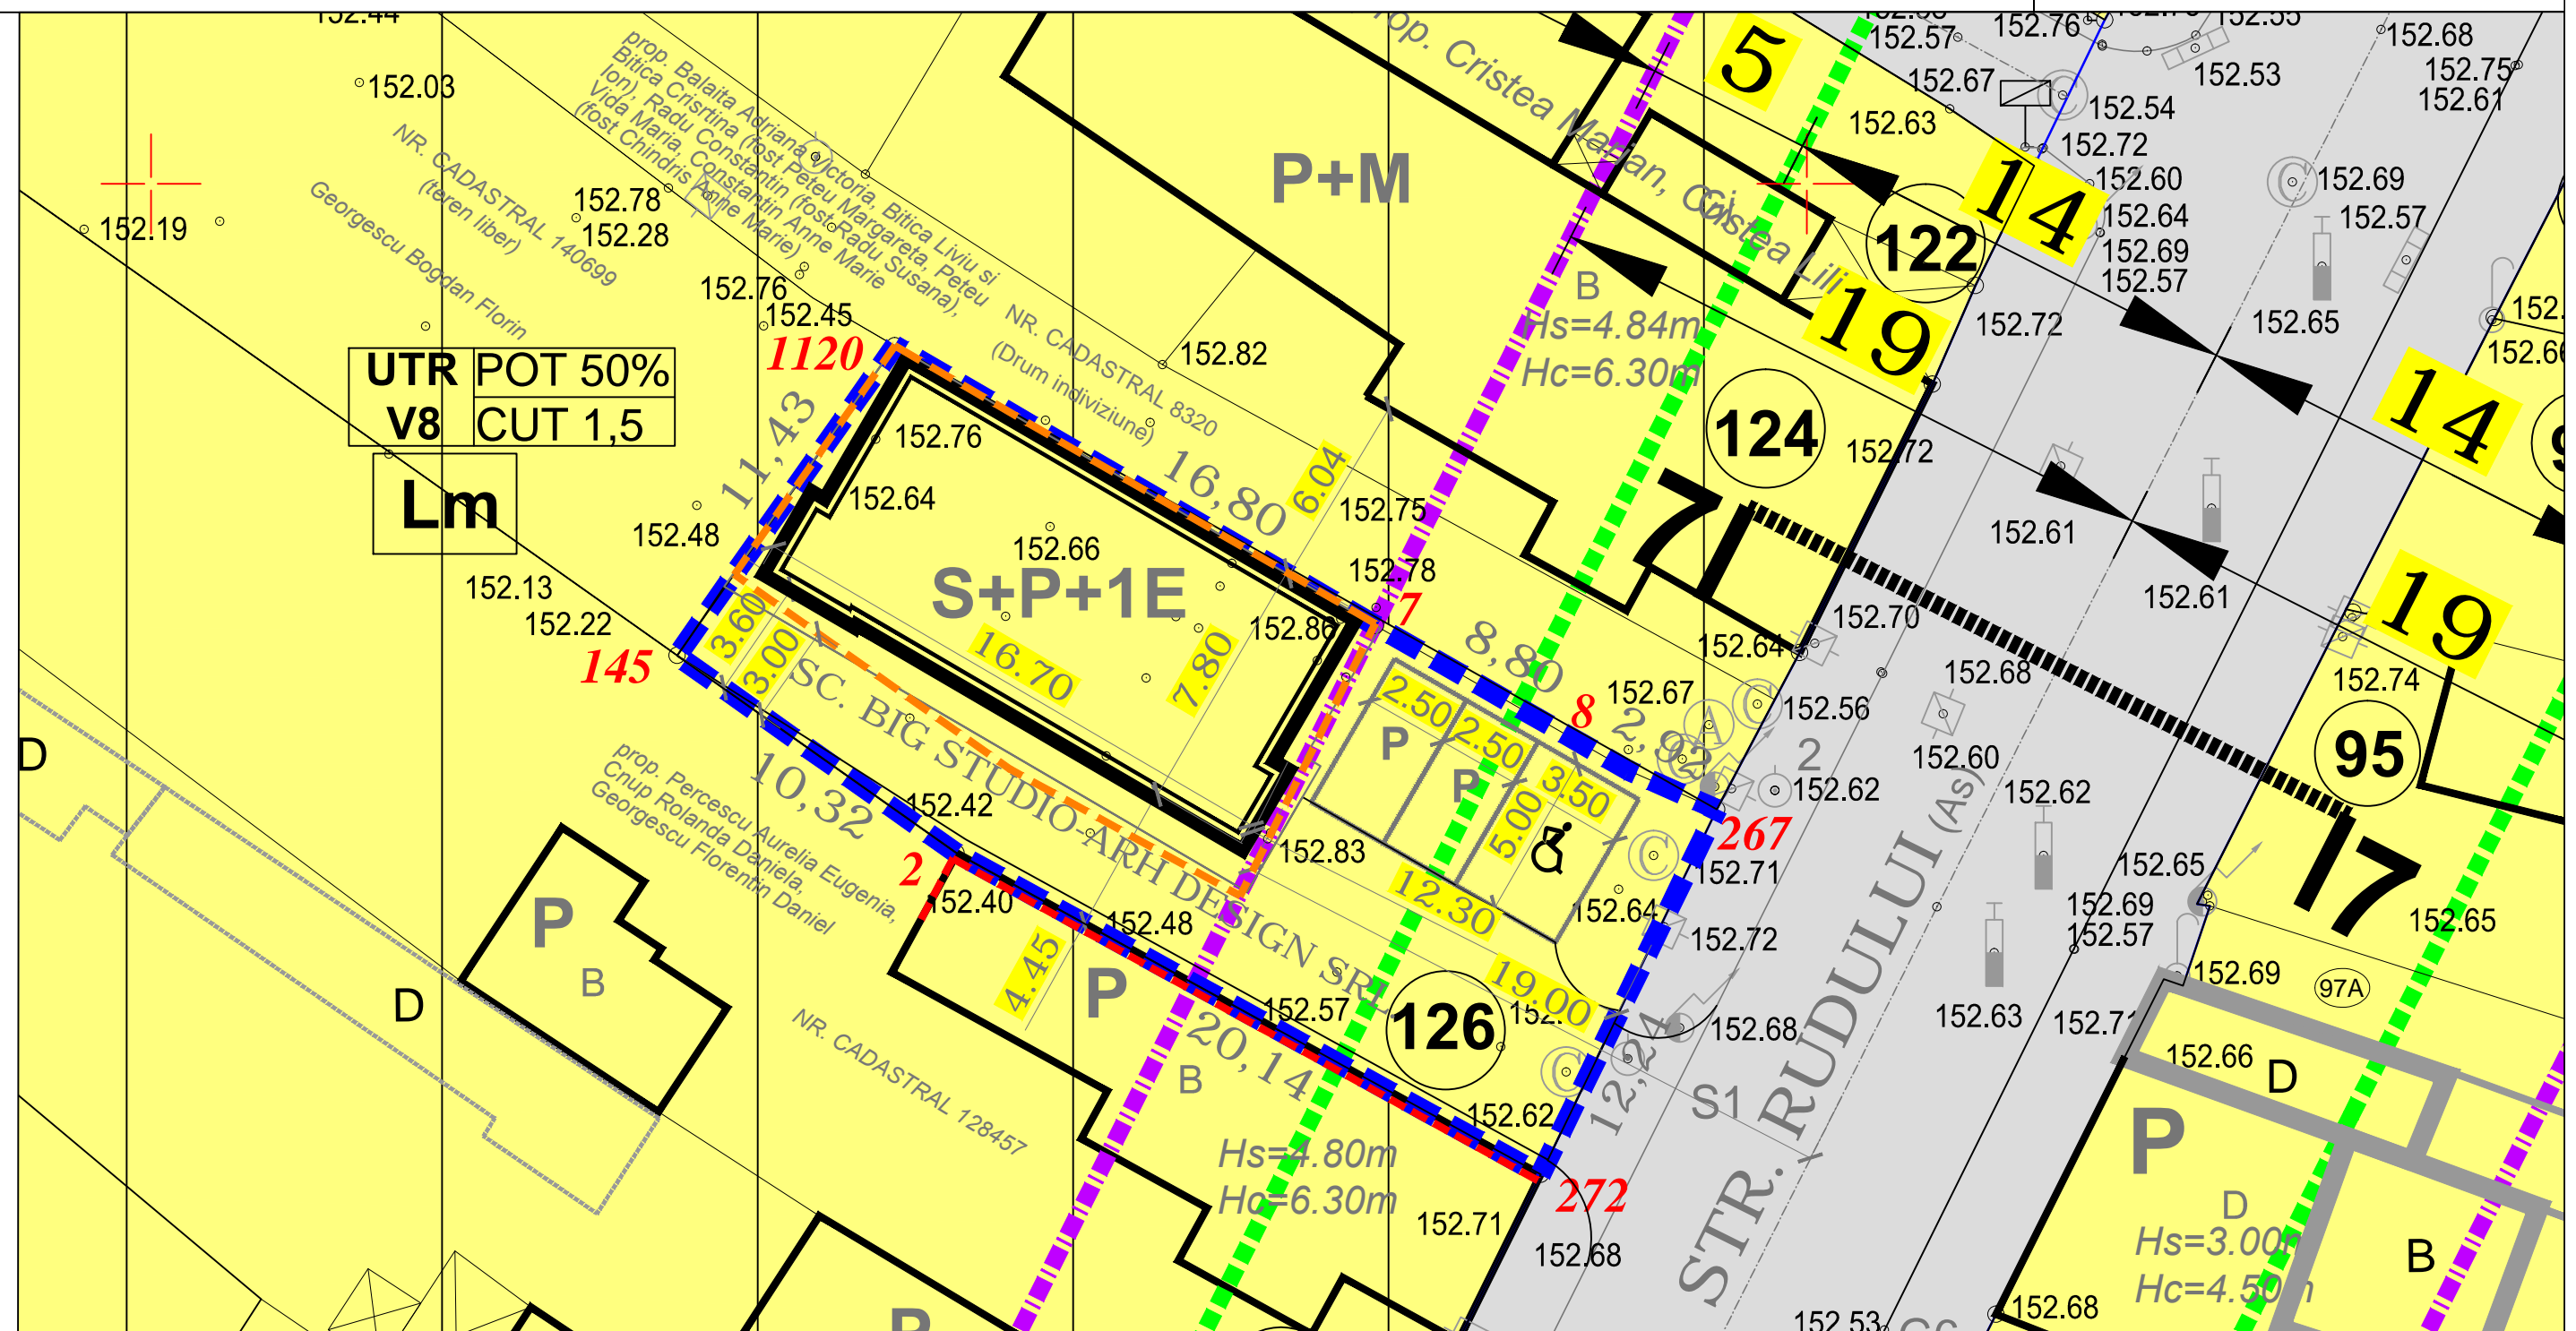 152.44
152.03
152.19
NR. CADASTRAL 140699
(teren liber)
Georgescu Bogdan Florin
prop. Balaita Adriana Victoria, Bitica Liviu si
Bitica Crisrtina (fost Peteu Margareta, Peteu
Ion), Radu Constantin (fost Radu Susana),
Vida Maria, Constantin Anne Marie
(fost Chindris Anne Marie)
152.78
152.28
152.76
152.45
NR. CADASTRAL 8320
(Drum indiviziune)
152.82
P+M
Cristea Marian, Cristea
5
14
19
122
B
Hs=4.84m
Hc=6.30m
124
152.57
152.76
152.55
152.68
152.67
152.54
152.53
152.75
152.61
152.63
152.72
152.60
152.64
152.69
152.57
C
C
152.69
152.57
152.72
152.65
14
UTR POT 50%
V8 CUT 1,5
Lm
1120
11,43
152.76
152.64
16,80
6.04
152.75
152.72
152.61
152.61
152.48
152.66
S+P+1E
152.78
7
152.86
7
152.13
152.22
145
3.60
3.00
16.70
7.80
8,80
8
152.67
2,92
152.64
152.70
152.68
19
152.74
95
SC. BIG STUDIO-ARH DESIGN SRL
2.50
2.50
3.50
P
P
5.00
12.30
A
C
C
152.56
2
152.62
152.60
152.62
267
152.71
D
prop. Percescu Aurelia Eugenia,
Cnup Rolanda Daniela,
Georgescu Florentin Daniel
10,32
152.42
2
152.40
152.48
152.83
152.64
C
152.72
152.65
152.69
152.57
7
152.65
152.69
97A
P
B
D
4.45
P
152.57
126
19.00
152.68
152.63
152.71
152.66
D
NR. CADASTRAL 128457
B
20,14
C
12,24
S1
STR. RUDULUI (As)
152.62
P
Hs=4.80m
Hc=6.30m
272
152.71
152.68
D
Hs=3.00m
Hc=4.50m
B
152.68
152.53
P